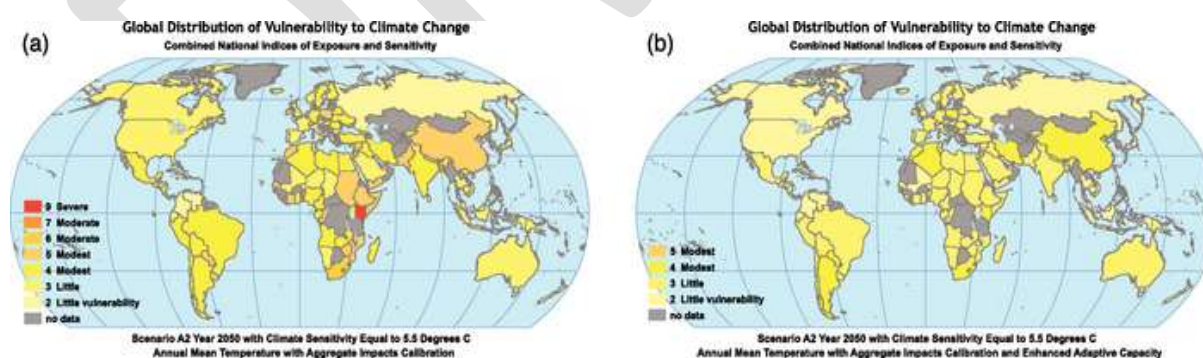 (a)
Global Distribution of Vulnerability to Climate Change
Combined National Indices of Exposure and Sensitivity
9 Severe
7 Moderate
6 Moderate
5 Modest
4 Modest
3 Little
2 Little vulnerability
no data
Scenario A2 Year 2050 with Climate Sensitivity Equal to 5.5 Degrees C
Annual Mean Temperature with Aggregate Impacts Calibration
(b)
Global Distribution of Vulnerability to Climate Change
Combined National Indices of Exposure and Sensitivity
5 Modest
4 Modest
3 Little
2 Little vulnerability
no data
Scenario A2 Year 2050 with Climate Sensitivity Equal to 5.5 Degrees C
Annual Mean Temperature with Aggregate Impacts Calibration and Enhanced Adaptive Capacity